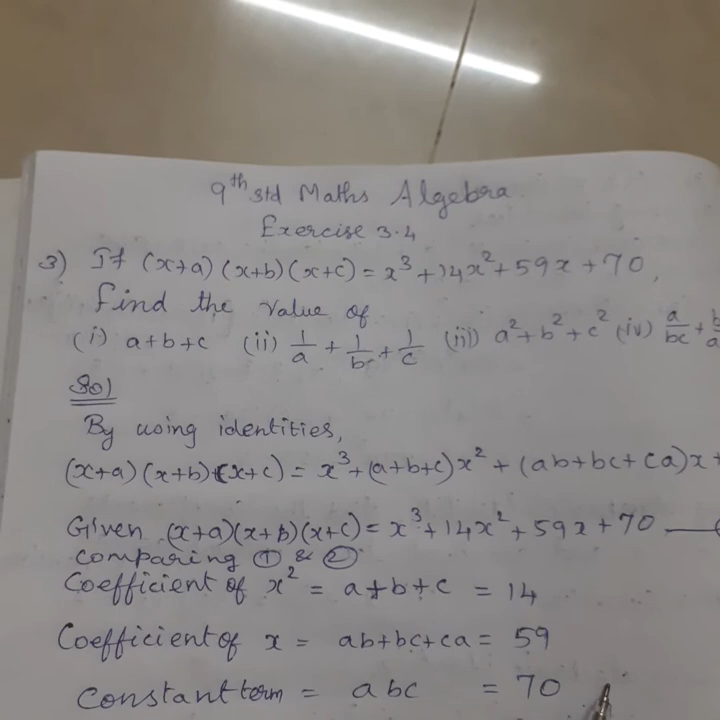 9th std Maths Algebra
Exercise 3.4
3) If (x+a)(x+b)(x+c) = x³+14x²+59x+70,
find the value of
(i) a+b+c (ii) 1/a + 1/b + 1/c (iii) a²+b²+c² (iv) a/bc + b/a
Sol
By using identities,
(x+a)(x+b)(x+c) = x³+(a+b+c)x²+(ab+bc+ca)x+
Given (x+a)(x+b)(x+c) = x³+14x²+59x+70
comparing ① & ②
Coefficient of x² = a+b+c = 14
Coefficient of x = ab+bc+ca = 59
Constant term = abc = 70